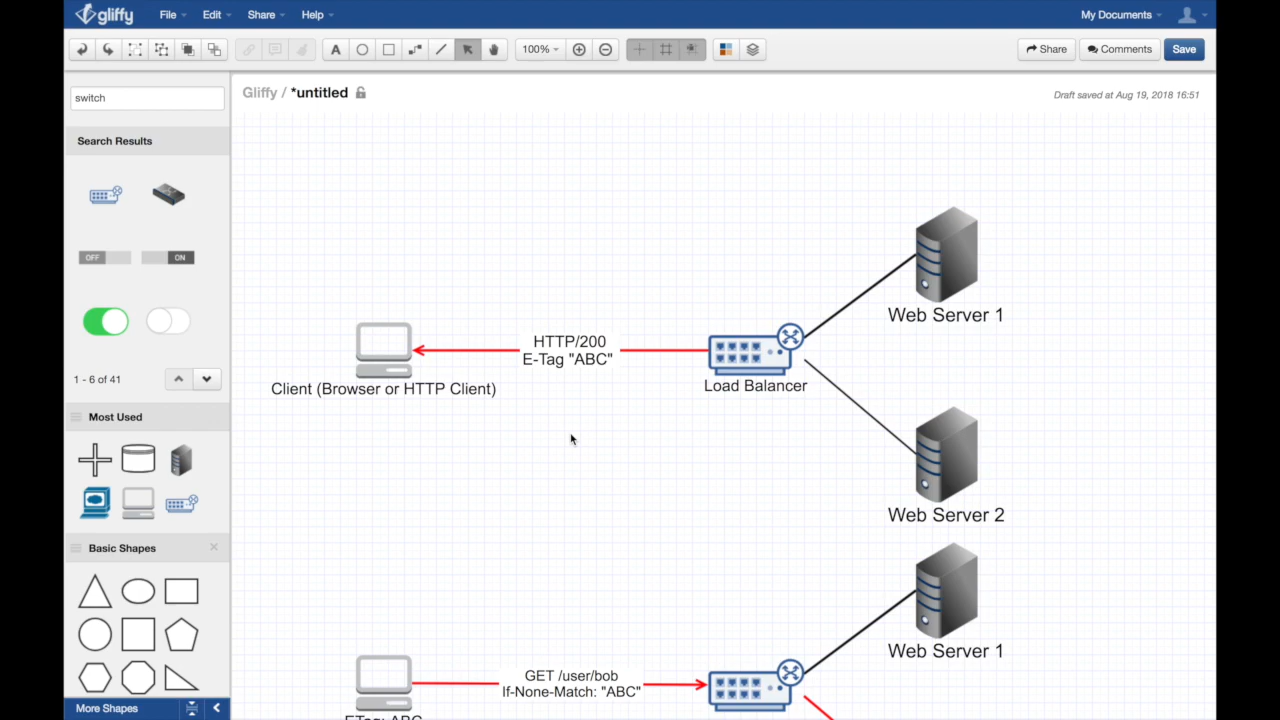 gliffy
File Edit Share Help My Documents
A 100% Share Comments Save
switch
Gliffy / *untitled
Draft saved at Aug 19, 2018 16:51
Search Results
OFF ON
1 - 6 of 41
Most Used
Basic Shapes
More Shapes
Web Server 1
HTTP/200
E-Tag "ABC"
Client (Browser or HTTP Client)
Load Balancer
Web Server 2
Web Server 1
GET /user/bob
If-None-Match: "ABC"
ETag: ABC